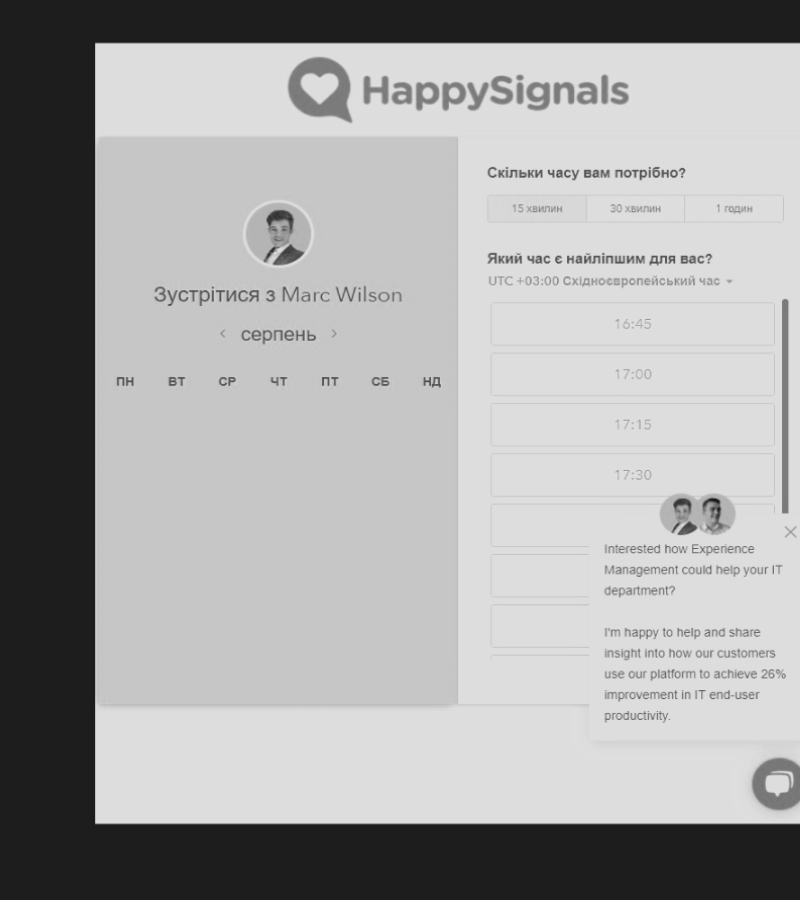 HappySignals
Зустрітися з Marc Wilson
серпень
ПН ВТ СР ЧТ ПТ СБ НД
Скільки часу вам потрібно?
15 хвилин 30 хвилин 1 годин
Який час є найліпшим для вас?
UTC +03:00 Східноєвропейський час
16:45
17:00
17:15
17:30
Interested how Experience
Management could help your IT
department?
I'm happy to help and share
insight into how our customers
use our platform to achieve 26%
improvement in IT end-user
productivity.